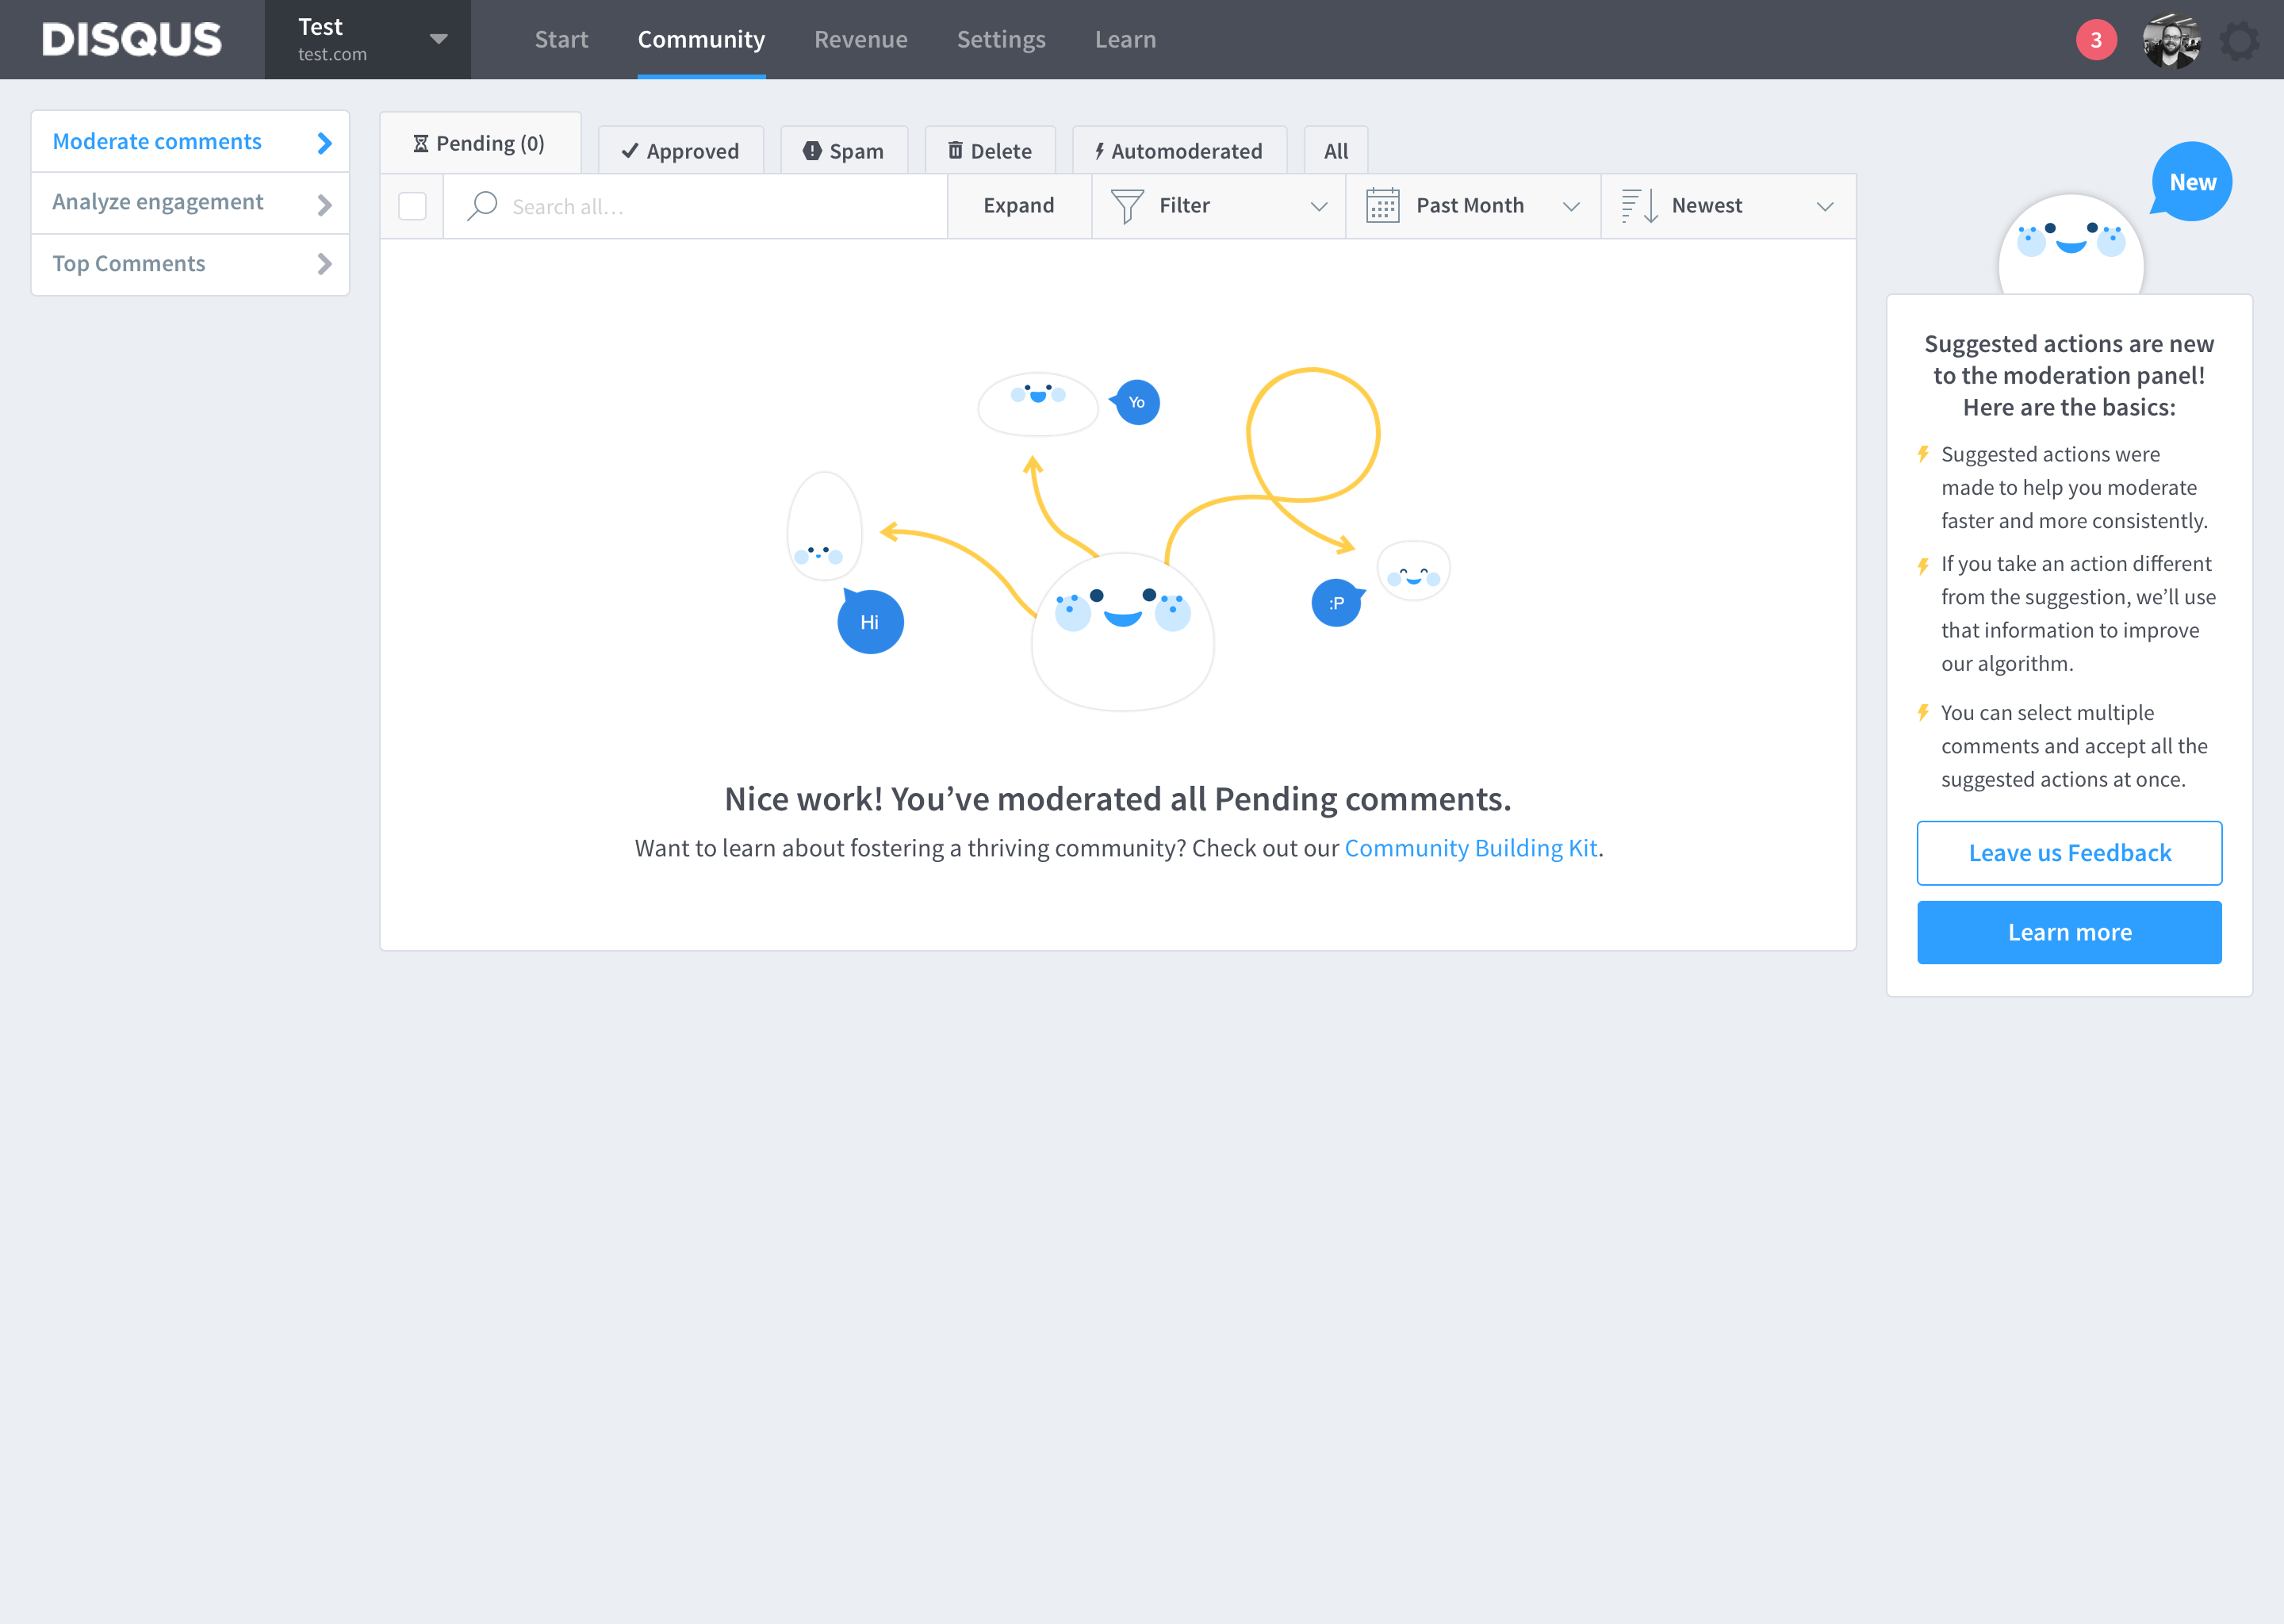 DISQUS
Test
test.com
Start
Community
Revenue
Settings
Learn
3
Moderate comments
Analyze engagement
Top Comments
Pending (0)
Approved
Spam
Delete
Automoderated
All
Search all...
Expand
Filter
Past Month
Newest
Yo
Hi
:P
Nice work! You’ve moderated all Pending comments.
Want to learn about fostering a thriving community? Check out our Community Building Kit.
New
Suggested actions are new
to the moderation panel!
Here are the basics:
Suggested actions were
made to help you moderate
faster and more consistently.
If you take an action different
from the suggestion, we’ll use
that information to improve
our algorithm.
You can select multiple
comments and accept all the
suggested actions at once.
Leave us Feedback
Learn more